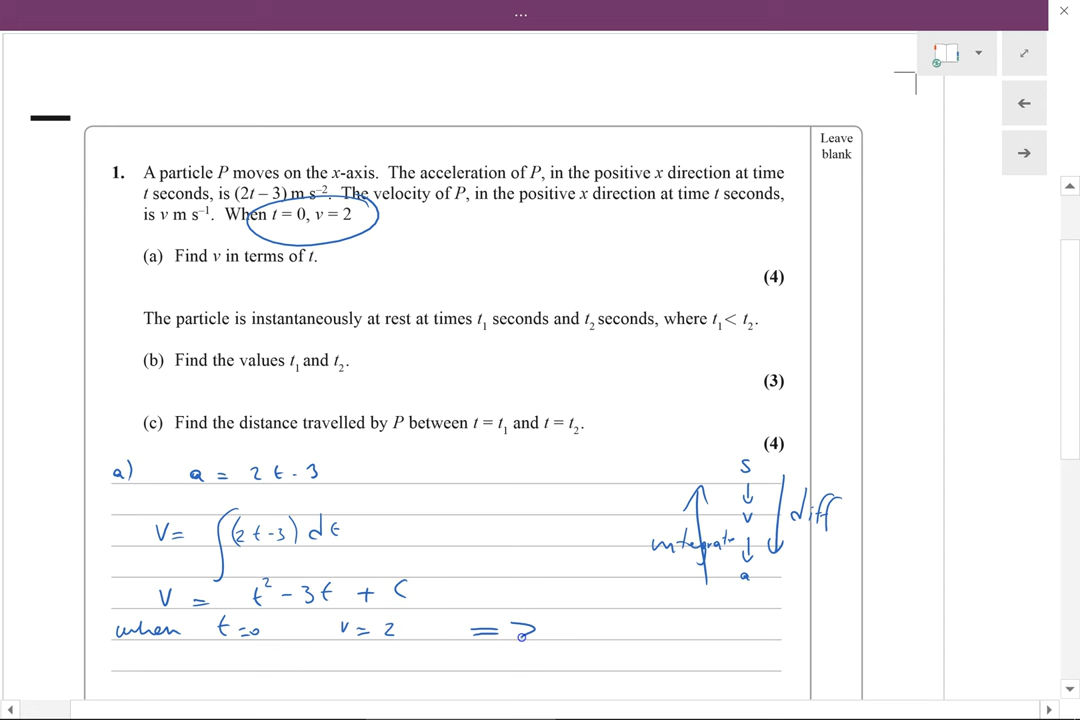 ...
Leave
blank
1. A particle P moves on the x-axis. The acceleration of P, in the positive x direction at time
t seconds, is (2t – 3) m s⁻². The velocity of P, in the positive x direction at time t seconds,
is v m s⁻¹. When t = 0, v = 2
(a) Find v in terms of t.
(4)
The particle is instantaneously at rest at times t₁ seconds and t₂ seconds, where t₁ < t₂.
(b) Find the values t₁ and t₂.
(3)
(c) Find the distance travelled by P between t = t₁ and t = t₂.
(4)
a) a = 2t - 3
V = ∫(2t-3) dt
V = t² - 3t + C
when t=0 v = 2 =
s
↓
v
↓
a
integrate
diff